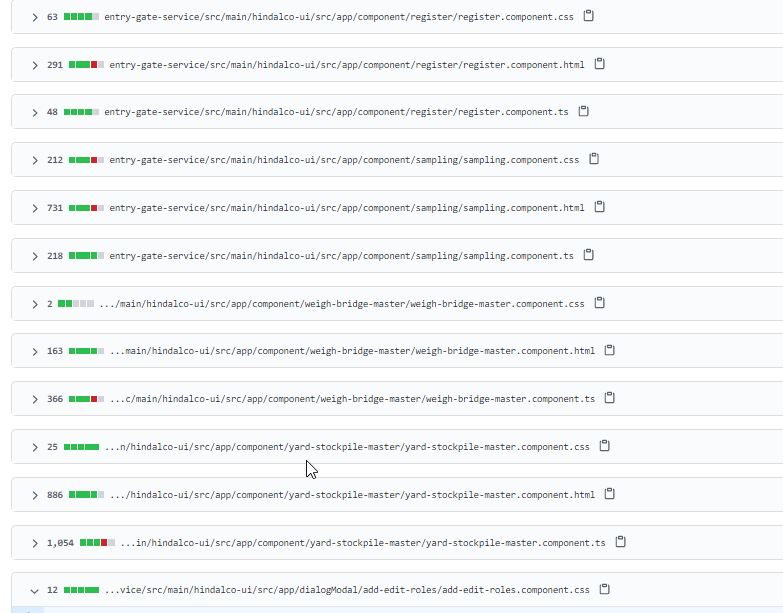 63 entry-gate-service/src/main/hindalco-ui/src/app/component/register/register.component.css
291 entry-gate-service/src/main/hindalco-ui/src/app/component/register/register.component.html
48 entry-gate-service/src/main/hindalco-ui/src/app/component/register/register.component.ts
212 entry-gate-service/src/main/hindalco-ui/src/app/component/sampling/sampling.component.css
731 entry-gate-service/src/main/hindalco-ui/src/app/component/sampling/sampling.component.html
218 entry-gate-service/src/main/hindalco-ui/src/app/component/sampling/sampling.component.ts
2 .../main/hindalco-ui/src/app/component/weigh-bridge-master/weigh-bridge-master.component.css
163 ...main/hindalco-ui/src/app/component/weigh-bridge-master/weigh-bridge-master.component.html
366 ...c/main/hindalco-ui/src/app/component/weigh-bridge-master/weigh-bridge-master.component.ts
25 ...n/hindalco-ui/src/app/component/yard-stockpile-master/yard-stockpile-master.component.css
886 .../hindalco-ui/src/app/component/yard-stockpile-master/yard-stockpile-master.component.html
1,054 ...in/hindalco-ui/src/app/component/yard-stockpile-master/yard-stockpile-master.component.ts
12 ...vice/src/main/hindalco-ui/src/app/dialogModal/add-edit-roles/add-edit-roles.component.css